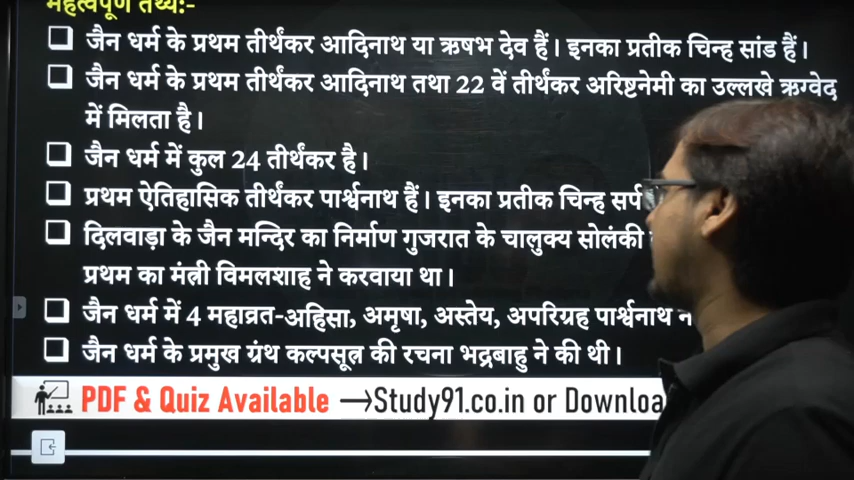 महत्वपूर्ण तथ्यः-
जैन धर्म के प्रथम तीर्थंकर आदिनाथ या ऋषभ देव हैं। इनका प्रतीक चिन्ह सांड हैं।
जैन धर्म के प्रथम तीर्थंकर आदिनाथ तथा 22 वें तीर्थंकर अरिष्टनेमी का उल्लखे ऋग्वेद
में मिलता है।
जैन धर्म में कुल 24 तीर्थंकर है।
प्रथम ऐतिहासिक तीर्थंकर पार्श्वनाथ हैं। इनका प्रतीक चिन्ह सर्प
दिलवाड़ा के जैन मन्दिर का निर्माण गुजरात के चालुक्य सोलंकी
प्रथम का मंत्री विमलशाह ने करवाया था।
जैन धर्म में 4 महाव्रत-अहिसा, अमृषा, अस्तेय, अपरिग्रह पार्श्वनाथ न
जैन धर्म के प्रमुख ग्रंथ कल्पसूत्र की रचना भद्रबाहु ने की थी।
PDF & Quiz Available →Study91.co.in or Downloa